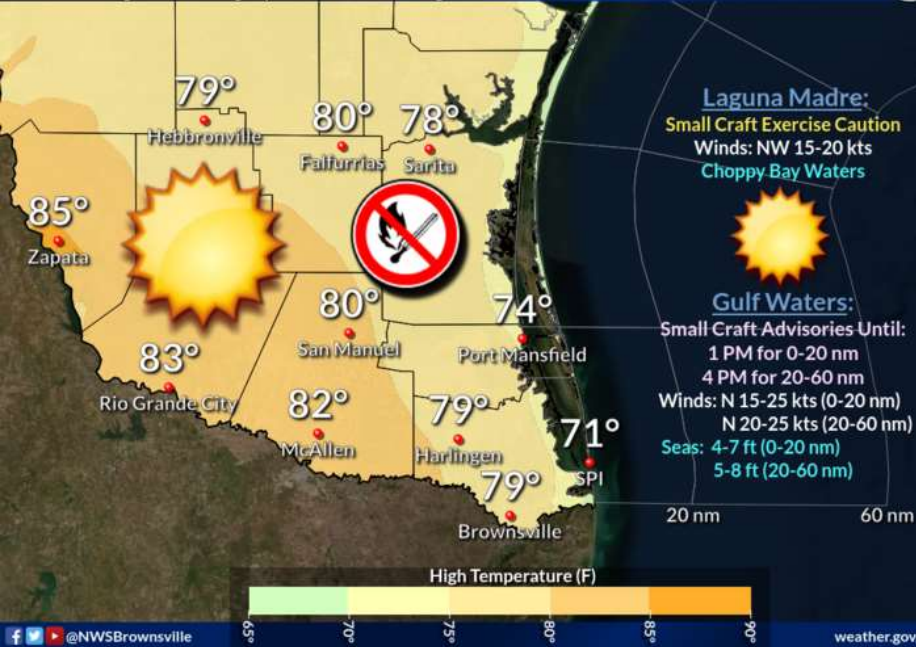 79°
Hebbronville
80°
Falfurrias
78°
Sarita
85°
Zapata
80°
San Manuel
74°
Port Mansfield
83°
Rio Grande City
82°
McAllen
79°
Harlingen
71°
SPI
79°
Brownsville
Laguna Madre:
Small Craft Exercise Caution
Winds: NW 15-20 kts
Choppy Bay Waters
Gulf Waters:
Small Craft Advisories Until:
1 PM for 0-20 nm
4 PM for 20-60 nm
Winds: N 15-25 kts (0-20 nm)
N 20-25 kts (20-60 nm)
Seas: 4-7 ft (0-20 nm)
5-8 ft (20-60 nm)
20 nm
60 nm
High Temperature (F)
65° 70° 75° 80° 85° 90°
@NWSBrownsville
weather.gov